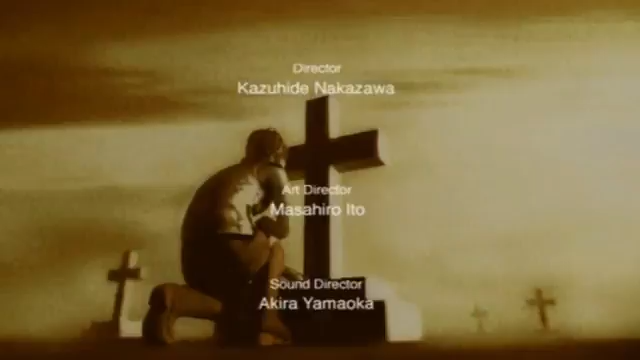 Director
Kazuhide Nakazawa
Art Director
Masahiro Ito
Sound Director
Akira Yamaoka